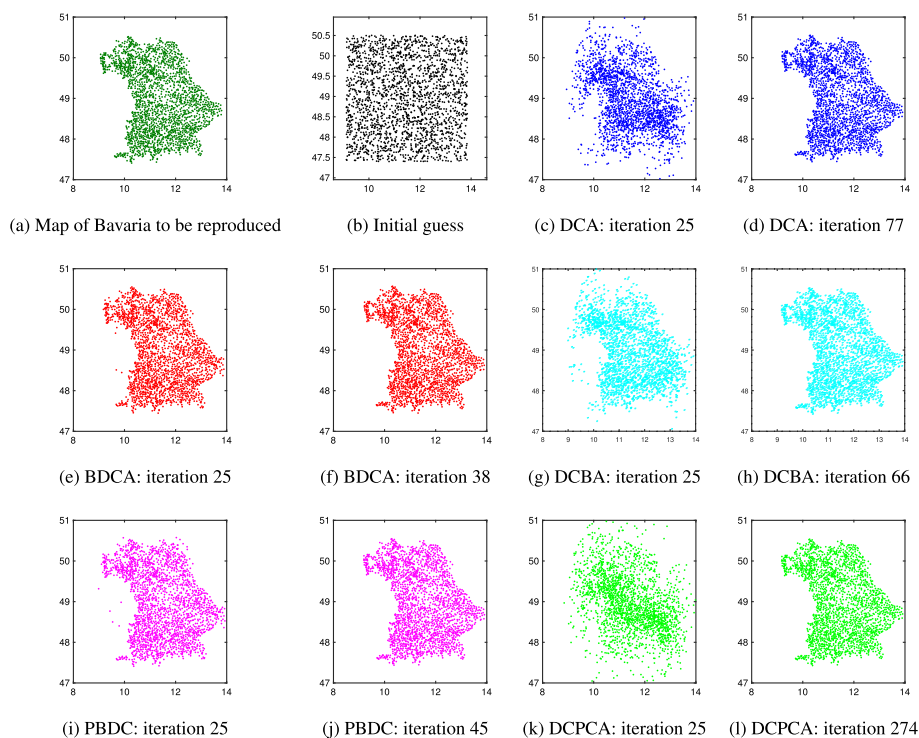 51
50
49
48
47
8 10 12 14
(a) Map of Bavaria to be reproduced
50.5
50
49.5
49
48.5
48
47.5
47
10 12 14
(b) Initial guess
51
50
49
48
47
8 10 12 14
(c) DCA: iteration 25
51
50
49
48
47
8 10 12 14
(d) DCA: iteration 77
51
50
49
48
47
8 10 12 14
(e) BDCA: iteration 25
51
50
49
48
47
8 10 12 14
(f) BDCA: iteration 38
51
50
49
48
47
8 9 10 11 12 13 14
(g) DCBA: iteration 25
51
50
49
48
47
8 9 10 11 12 13 14
(h) DCBA: iteration 66
51
50
49
48
47
8 10 12 14
(i) PBDC: iteration 25
51
50
49
48
47
8 10 12 14
(j) PBDC: iteration 45
51
50
49
48
47
8 10 12 14
(k) DCPCA: iteration 25
51
50
49
48
47
8 10 12 14
(l) DCPCA: iteration 274